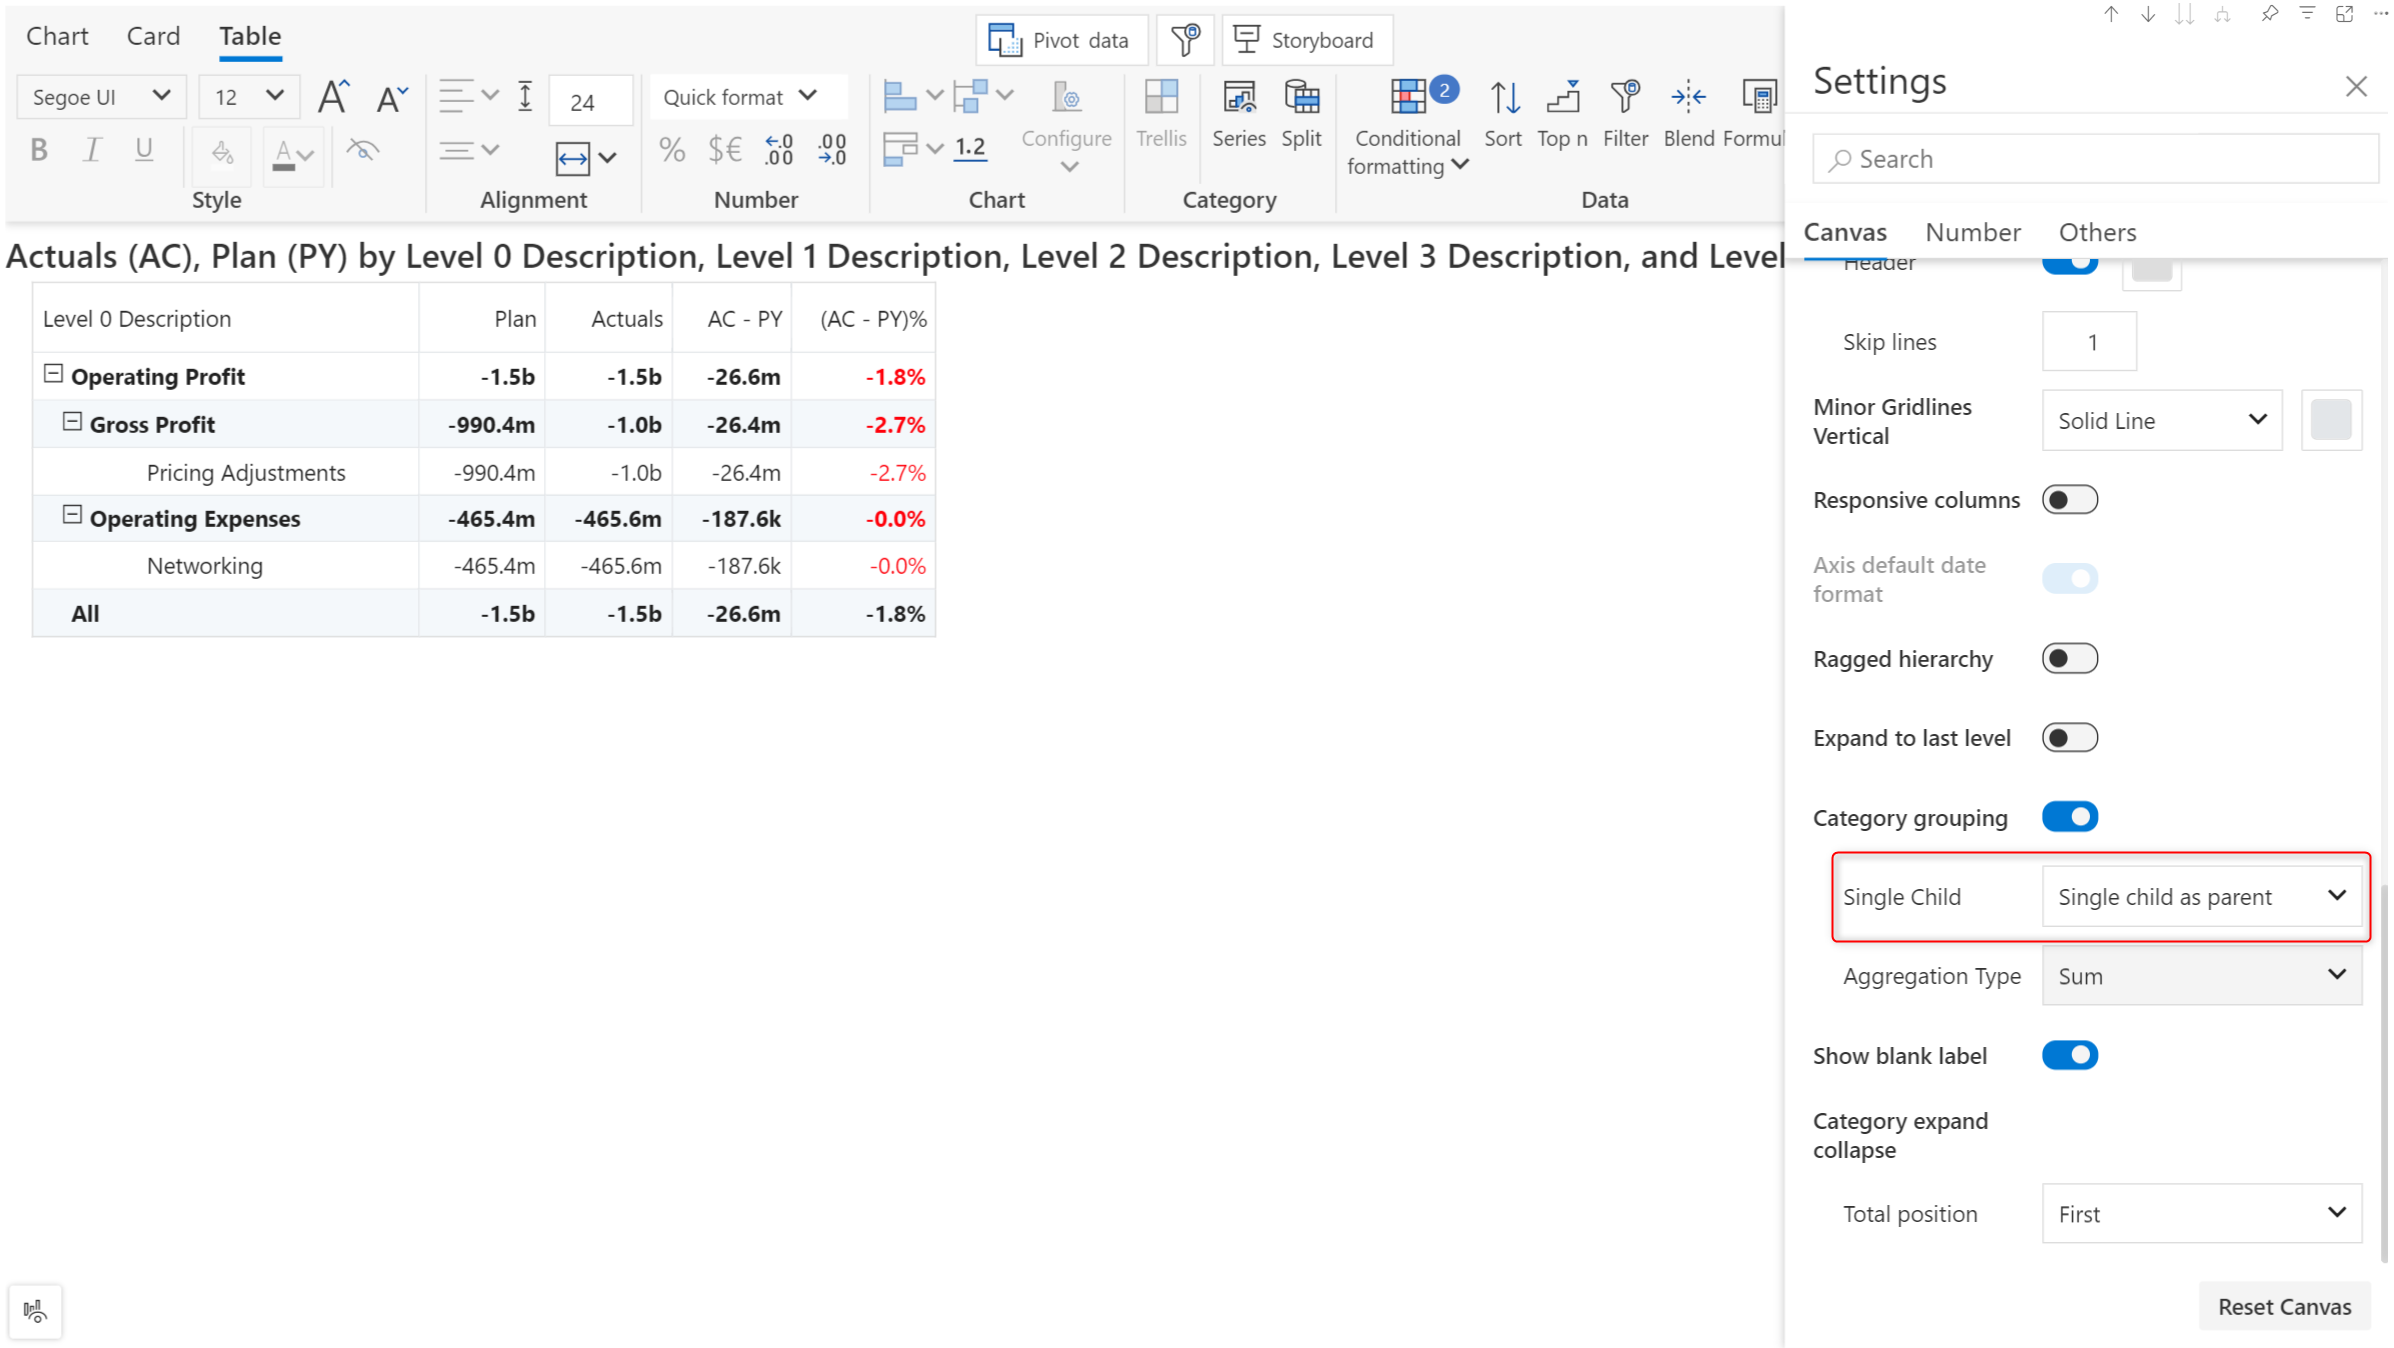 Chart Card Table
Pivot data
Storyboard
Segoe UI
12
A A
24
Quick format
B I U
A
% $€ .0 .00 .00 .0
1.2
Configure
Trellis
Series
Split
2
Conditional
formatting
Sort
Top n
Filter
Blend
Formu
Style
Alignment
Number
Chart
Category
Data
Actuals (AC), Plan (PY) by Level 0 Description, Level 1 Description, Level 2 Description, Level 3 Description, and Level
Level 0 Description Plan Actuals AC - PY (AC - PY)%
Operating Profit -1.5b -1.5b -26.6m -1.8%
Gross Profit -990.4m -1.0b -26.4m -2.7%
Pricing Adjustments -990.4m -1.0b -26.4m -2.7%
Operating Expenses -465.4m -465.6m -187.6k -0.0%
Networking -465.4m -465.6m -187.6k -0.0%
All -1.5b -1.5b -26.6m -1.8%
Settings
Search
Canvas Number Others
Header
Skip lines 1
Minor Gridlines
Vertical
Solid Line
Responsive columns
Axis default date
format
Ragged hierarchy
Expand to last level
Category grouping
Single Child Single child as parent
Aggregation Type Sum
Show blank label
Category expand
collapse
Total position First
Reset Canvas